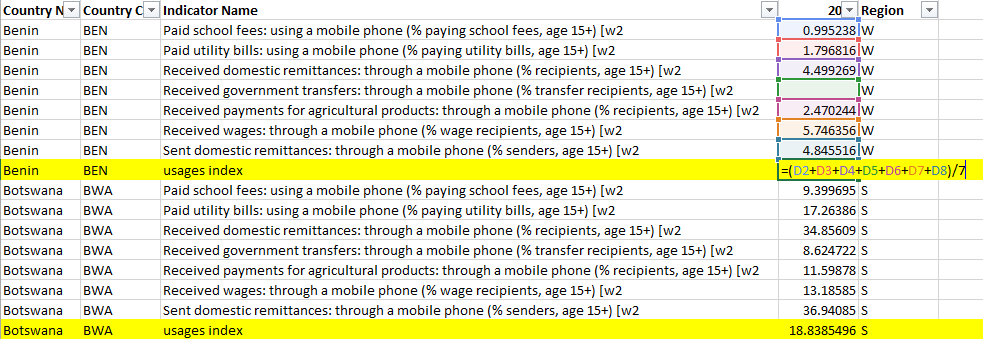 Country N Country C Indicator Name 20 Region
Benin BEN Paid school fees: using a mobile phone (% paying school fees, age 15+) [w2 0.995238 W
Benin BEN Paid utility bills: using a mobile phone (% paying utility bills, age 15+) [w2 1.796816 W
Benin BEN Received domestic remittances: through a mobile phone (% recipients, age 15+) [w2 4.499269 W
Benin BEN Received government transfers: through a mobile phone (% transfer recipients, age 15+) [w2 W
Benin BEN Received payments for agricultural products: through a mobile phone (% recipients, age 15+) [w2 2.470244 W
Benin BEN Received wages: through a mobile phone (% wage recipients, age 15+) [w2 5.746356 W
Benin BEN Sent domestic remittances: through a mobile phone (% senders, age 15+) [w2 4.845516 W
Benin BEN usages index =(D2+D3+D4+D5+D6+D7+D8)/7
Botswana BWA Paid school fees: using a mobile phone (% paying school fees, age 15+) [w2 9.399695 S
Botswana BWA Paid utility bills: using a mobile phone (% paying utility bills, age 15+) [w2 17.26386 S
Botswana BWA Received domestic remittances: through a mobile phone (% recipients, age 15+) [w2 34.85609 S
Botswana BWA Received government transfers: through a mobile phone (% transfer recipients, age 15+) [w2 8.624722 S
Botswana BWA Received payments for agricultural products: through a mobile phone (% recipients, age 15+) [w2 11.59878 S
Botswana BWA Received wages: through a mobile phone (% wage recipients, age 15+) [w2 13.18585 S
Botswana BWA Sent domestic remittances: through a mobile phone (% senders, age 15+) [w2 36.94085 S
Botswana BWA usages index 18.8385496 S